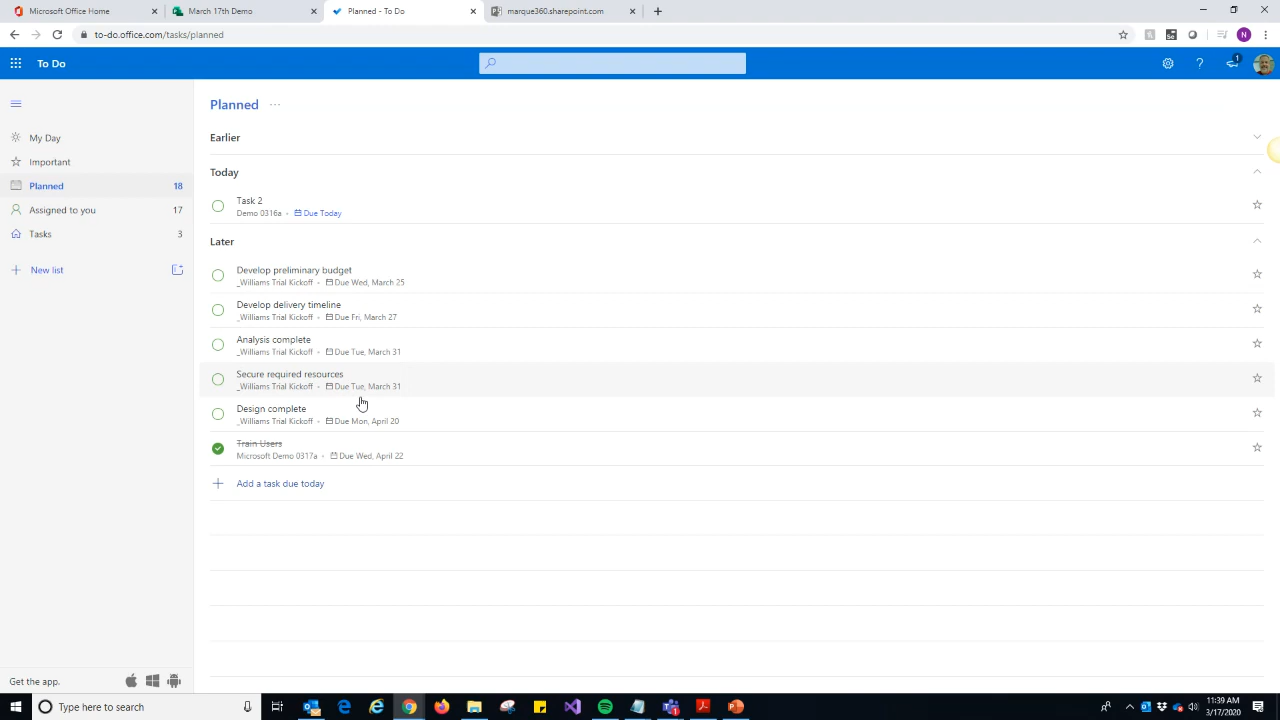 Microsoft Office Home
March 17th Demo
Planned - To Do
marque360.sharepoint.com
to-do.office.com/tasks/planned
N
To Do
1
Planned
My Day
Important
Planned 18
Assigned to you 17
Tasks 3
New list
Earlier
Today
Task 2
Demo 0316a • Due Today
Later
Develop preliminary budget
_Williams Trial Kickoff • Due Wed, March 25
Develop delivery timeline
_Williams Trial Kickoff • Due Fri, March 27
Analysis complete
_Williams Trial Kickoff • Due Tue, March 31
Secure required resources
_Williams Trial Kickoff • Due Tue, March 31
Design complete
_Williams Trial Kickoff • Due Mon, April 20
Train Users
Microsoft Demo 0317a • Due Wed, April 22
Add a task due today
Get the app.
Type here to search
11:39 AM
3/17/2020